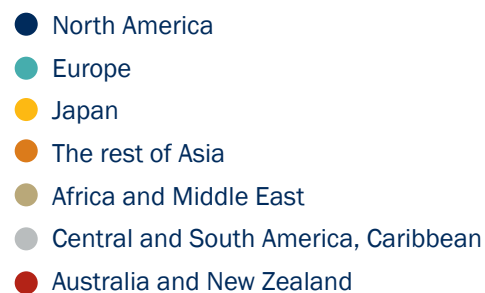 North America
Europe
Japan
The rest of Asia
Africa and Middle East
Central and South America, Caribbean
Australia and New Zealand